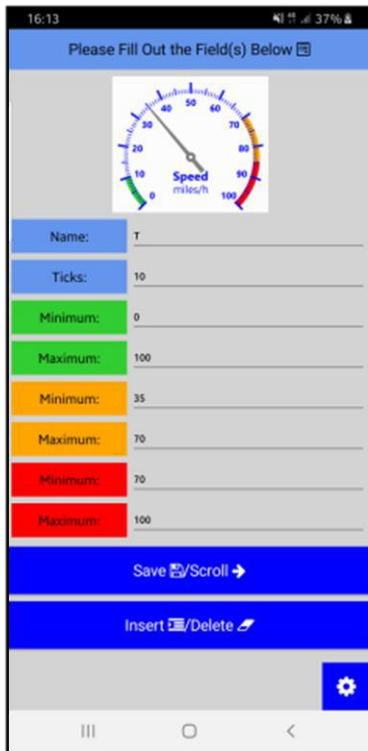 16:13 37%
Please Fill Out the Field(s) Below
0 10 20 30 40 50 60 70 80 90 100
Speed
miles/h
Name: T
Ticks: 10
Minimum: 0
Maximum: 100
Minimum: 35
Maximum: 70
Minimum: 70
Maximum: 100
Save /Scroll
Insert /Delete